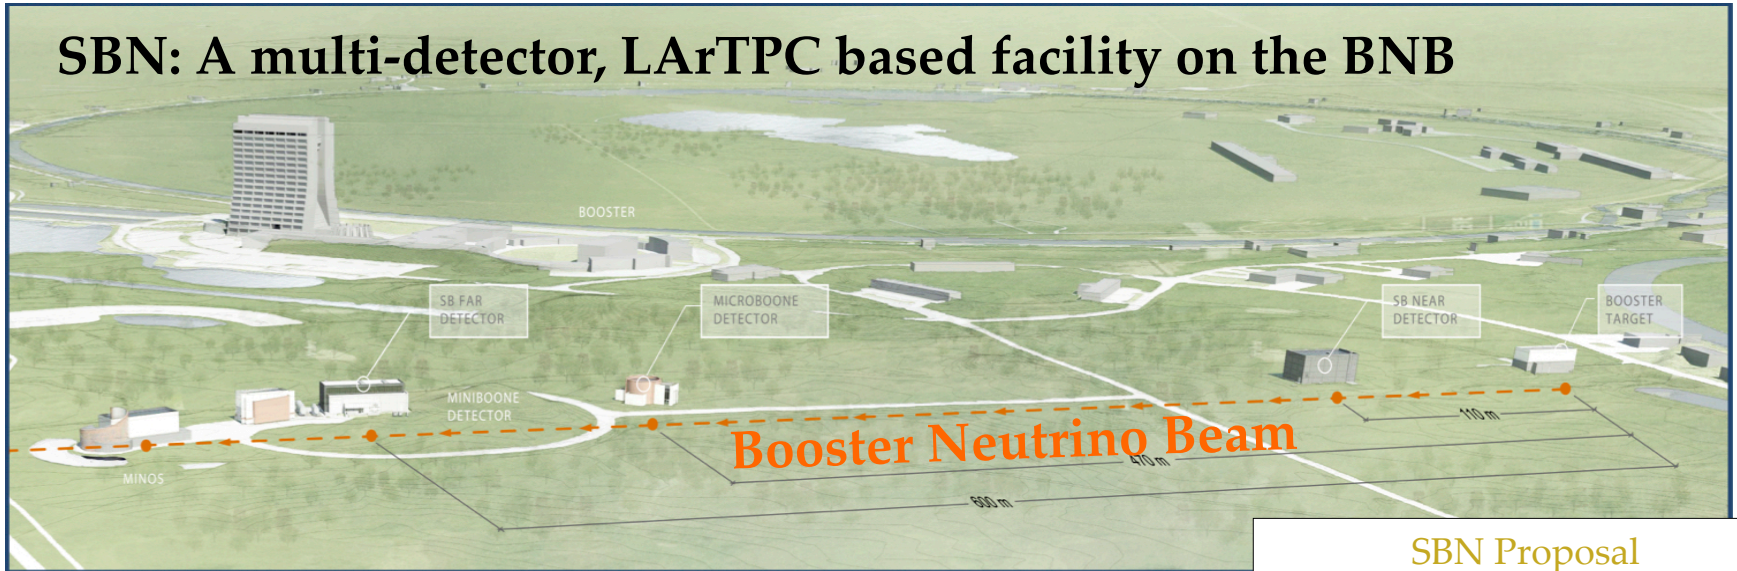 SBN: A multi-detector, LArTPC based facility on the BNB
BOOSTER
SB FAR
DETECTOR
MICROBOONE
DETECTOR
SB NEAR
DETECTOR
BOOSTER
TARGET
MINIBOONE
DETECTOR
110 m
Booster Neutrino Beam
470 m
MINOS
600 m
SBN Proposal